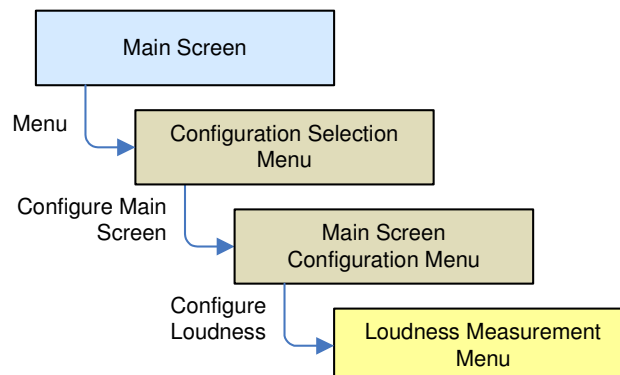 Main Screen
Menu
Configuration Selection
Menu
Configure Main
Screen
Main Screen
Configuration Menu
Configure
Loudness
Loudness Measurement
Menu